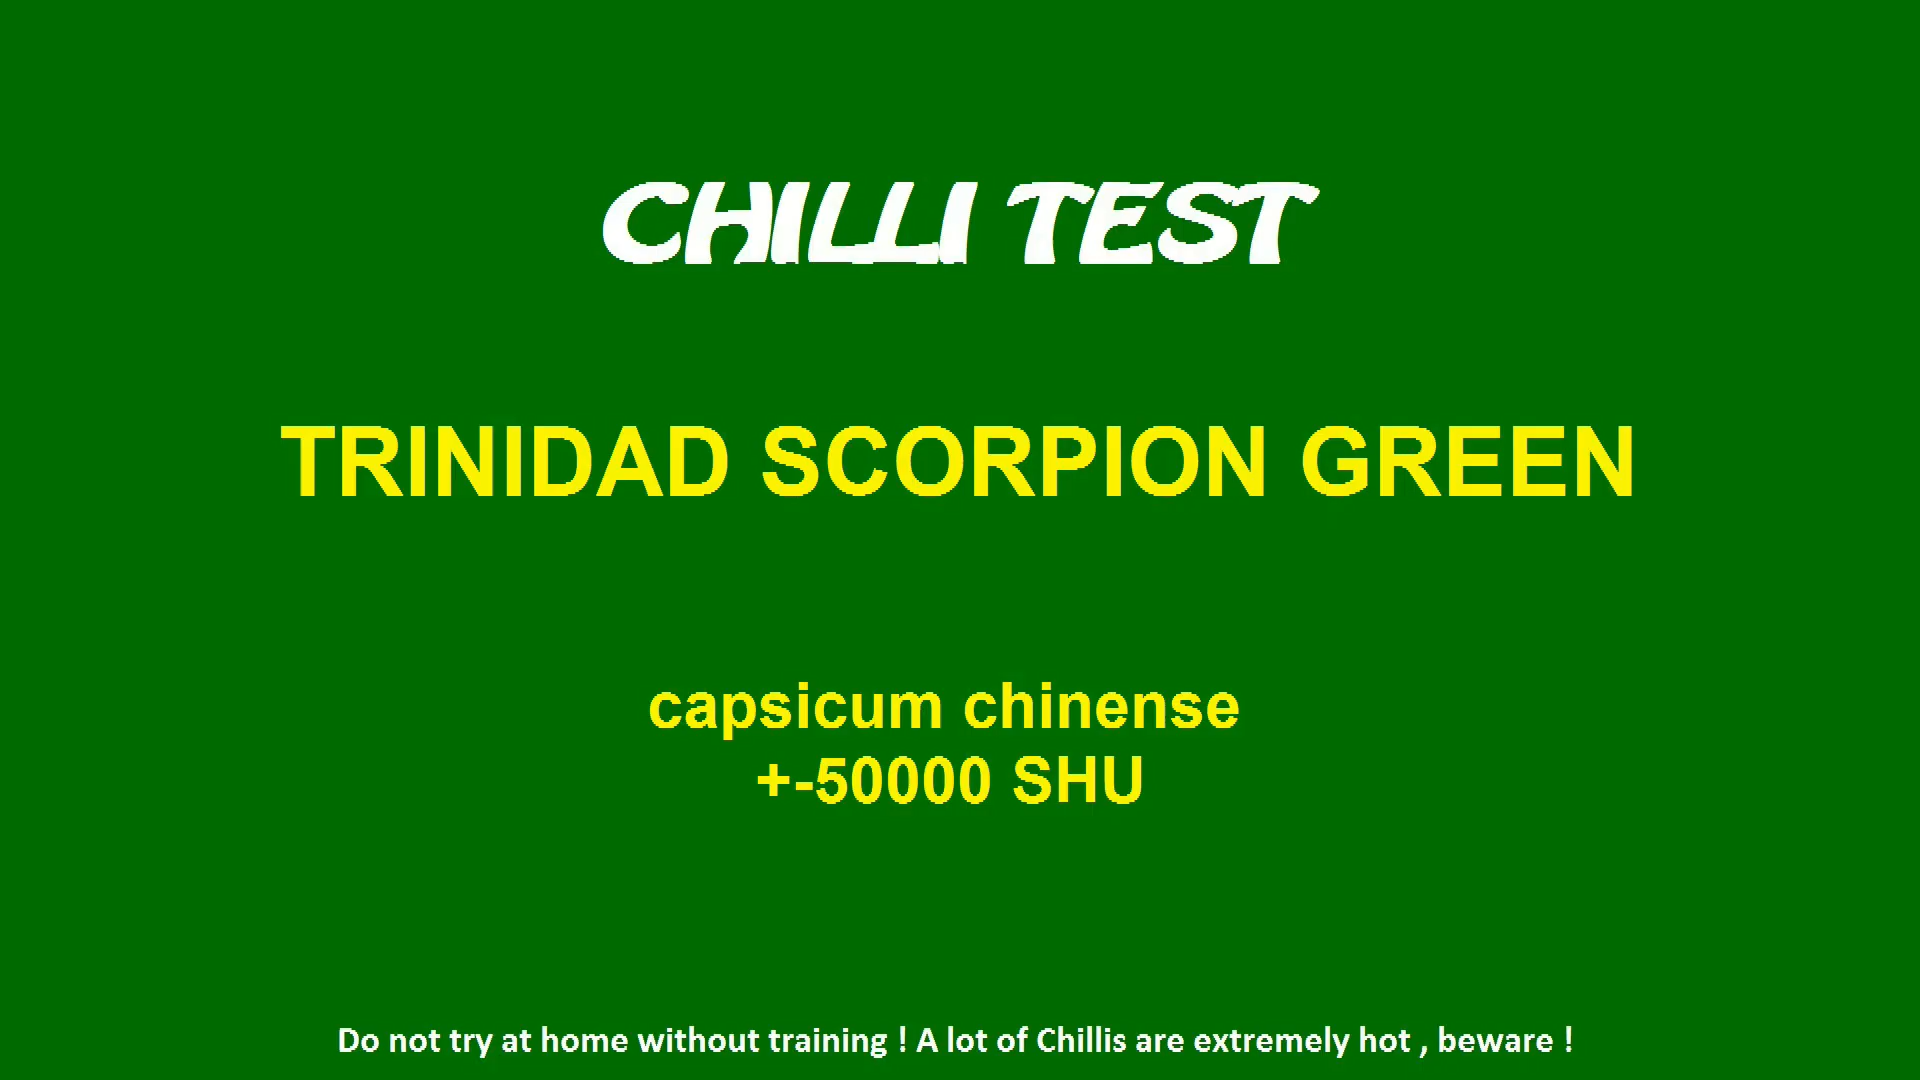 CHILLI TEST
TRINIDAD SCORPION GREEN
capsicum chinense
+-50000 SHU
Do not try at home without training ! A lot of Chillis are extremely hot , beware !